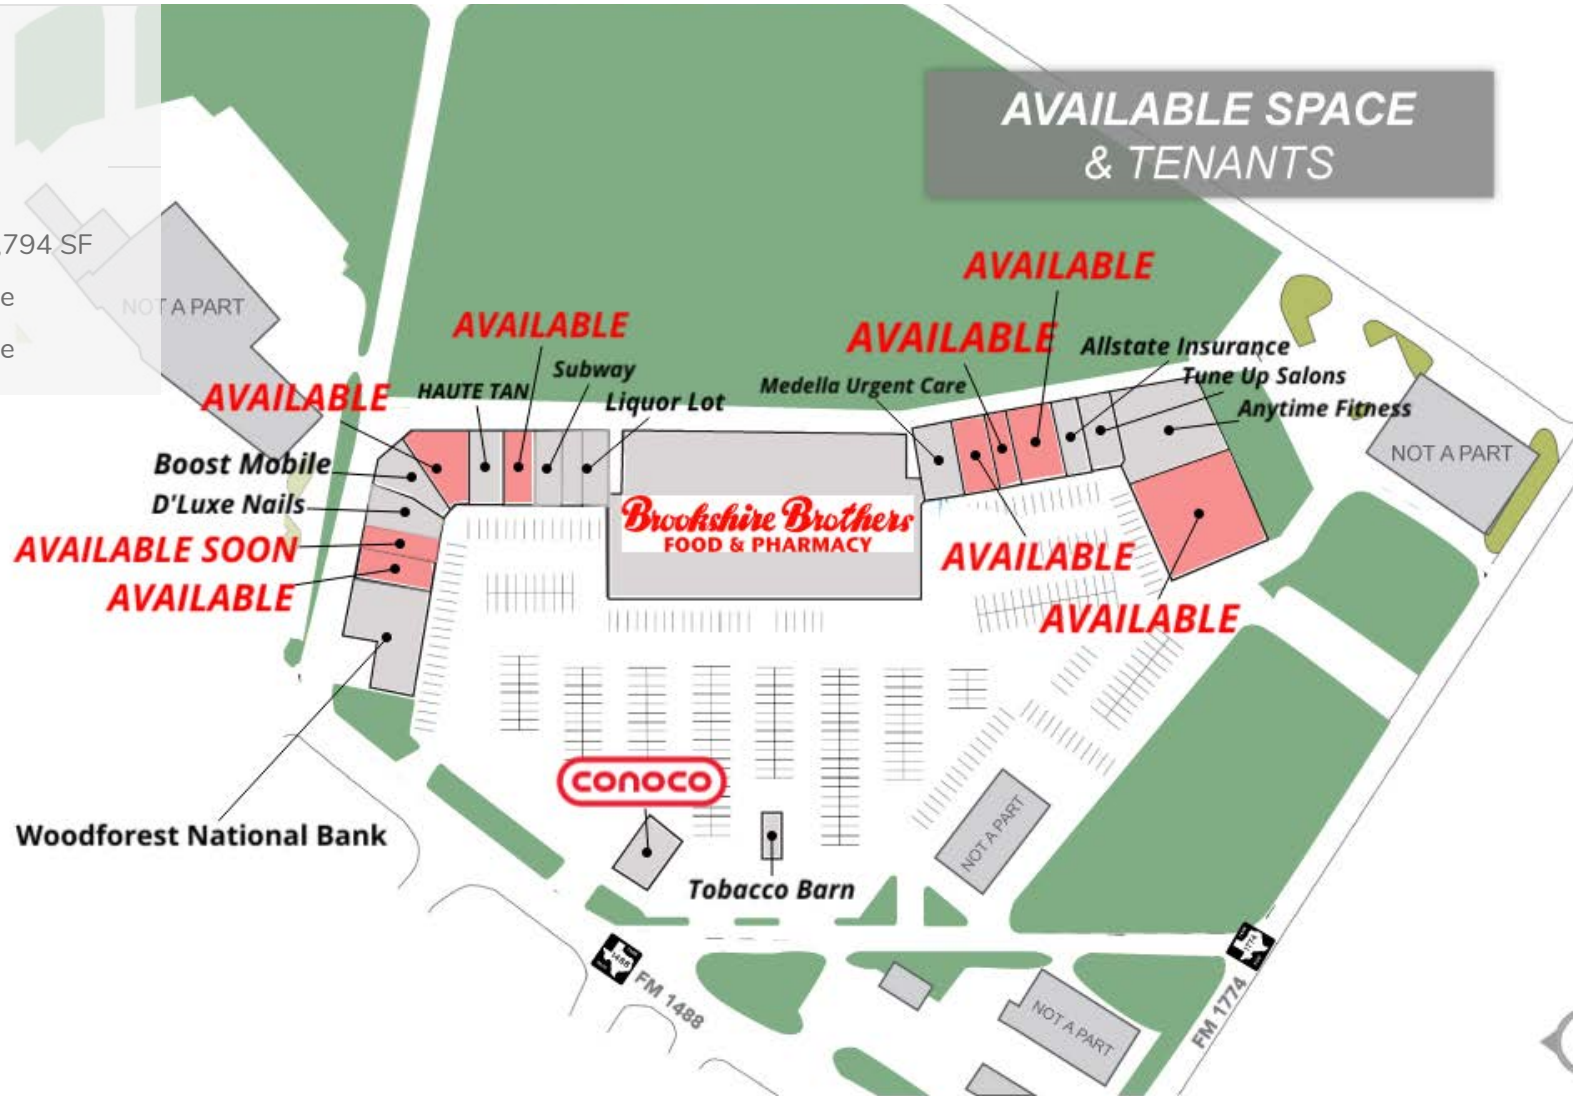 AVAILABLE SPACE
& TENANTS
,794 SF
e
e
NOT A PART
AVAILABLE
AVAILABLE
HAUTE TAN
Subway
Liquor Lot
Boost Mobile
D'Luxe Nails
AVAILABLE SOON
AVAILABLE
Woodforest National Bank
Brookshire Brothers
FOOD & PHARMACY
AVAILABLE
AVAILABLE
Medella Urgent Care
Allstate Insurance
Tune Up Salons
Anytime Fitness
AVAILABLE
AVAILABLE
NOT A PART
conoco
Tobacco Barn
NOT A PART
1488
FM 1488
NOT A PART
1774
FM 1774